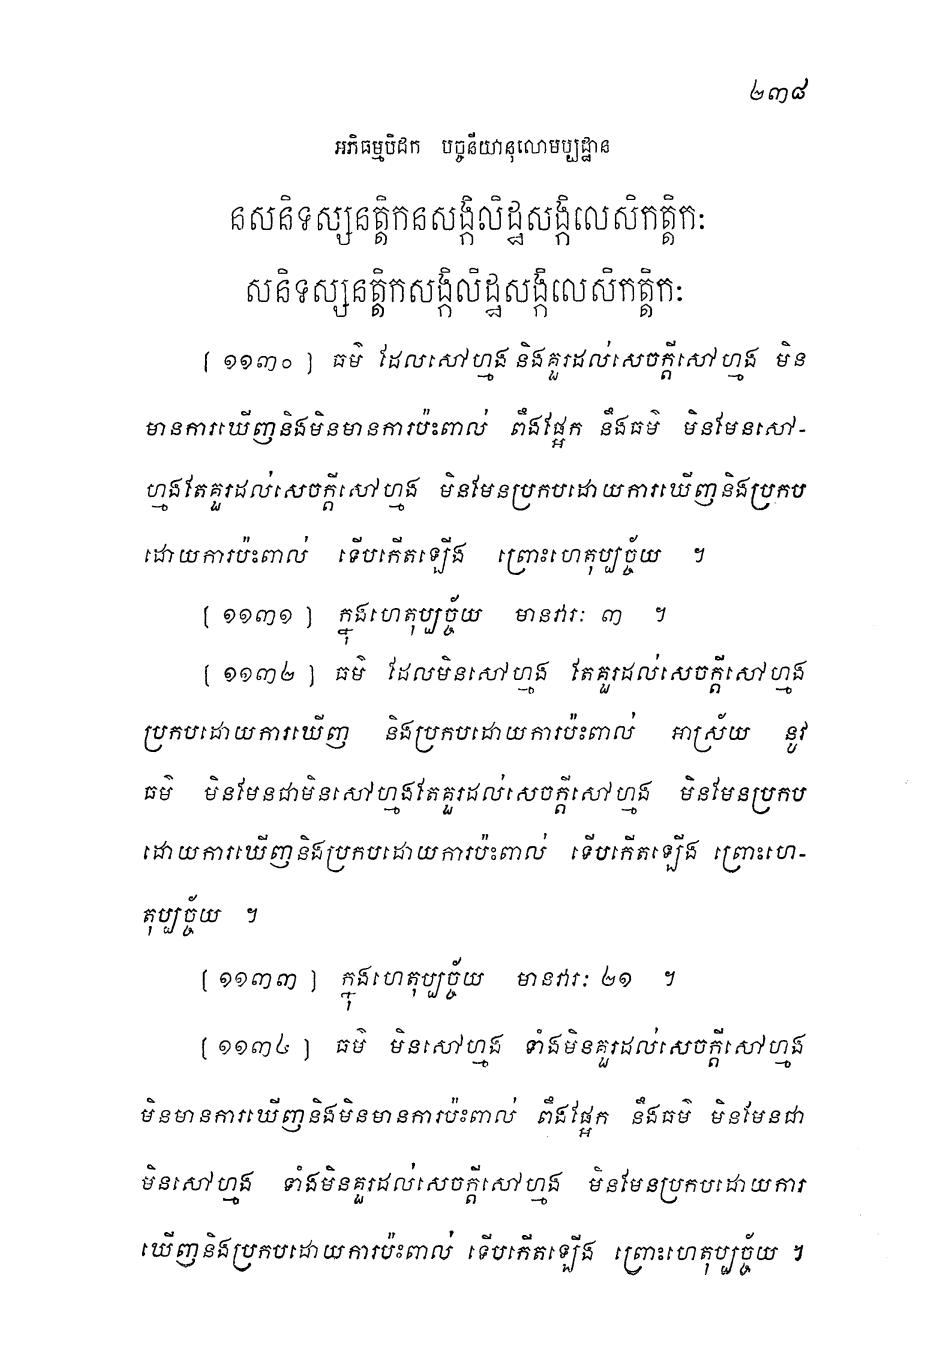 ២៣៨
អភិធម្មបិដក បច្ចនីយានុលោមប្បដ្ឋាន
នសនិទស្សនត្តិកនសង្កិលិដ្ឋសង្កិលេសិកត្តិកៈ
សនិទស្សនត្តិកសង្កិលិដ្ឋសង្កិលេសិកត្តិកៈ
[ ១១៣០ ] ធម៌ ដែលសៅហ្មង និងគួរដល់សេចក្តីសៅហ្មង មិន
មានការឃើញនិងមិនមានការប៉ះពាល់ ពឹងផ្អែក នឹងធម៌ មិនមែនសៅ-
ហ្មងតែគួរដល់សេចក្តីសៅហ្មង មិនមែនប្រកបដោយការឃើញនិងប្រកប
ដោយការប៉ះពាល់ ទើបកើតឡើង ព្រោះហេតុប្បច្ច័យ ។
[ ១១៣១ ] ក្នុងហេតុប្បច្ច័យ មានវារៈ ៣ ។
[ ១១៣២ ] ធម៌ ដែលមិនសៅហ្មង តែគួរដល់សេចក្តីសៅហ្មង
ប្រកបដោយការឃើញ និងប្រកបដោយការប៉ះពាល់ អាស្រ័យ នូវ
ធម៌ មិនមែនជាមិនសៅហ្មងតែគួរដល់សេចក្តីសៅហ្មង មិនមែនប្រកប
ដោយការឃើញនិងប្រកបដោយការប៉ះពាល់ ទើបកើតឡើង ព្រោះហេ-
តុប្បច្ច័យ ។
[ ១១៣៣ ] ក្នុងហេតុប្បច្ច័យ មានវារៈ ២១ ។
[ ១១៣៤ ] ធម៌ មិនសៅហ្មង ទាំងមិនគួរដល់សេចក្តីសៅហ្មង
មិនមានការឃើញនិងមិនមានការប៉ះពាល់ ពឹងផ្អែក នឹងធម៌ មិនមែនជា
មិនសៅហ្មង ទាំងមិនគួរដល់សេចក្តីសៅហ្មង មិនមែនប្រកបដោយការ
ឃើញនិងប្រកបដោយការប៉ះពាល់ ទើបកើតឡើង ព្រោះហេតុប្បច្ច័យ ។